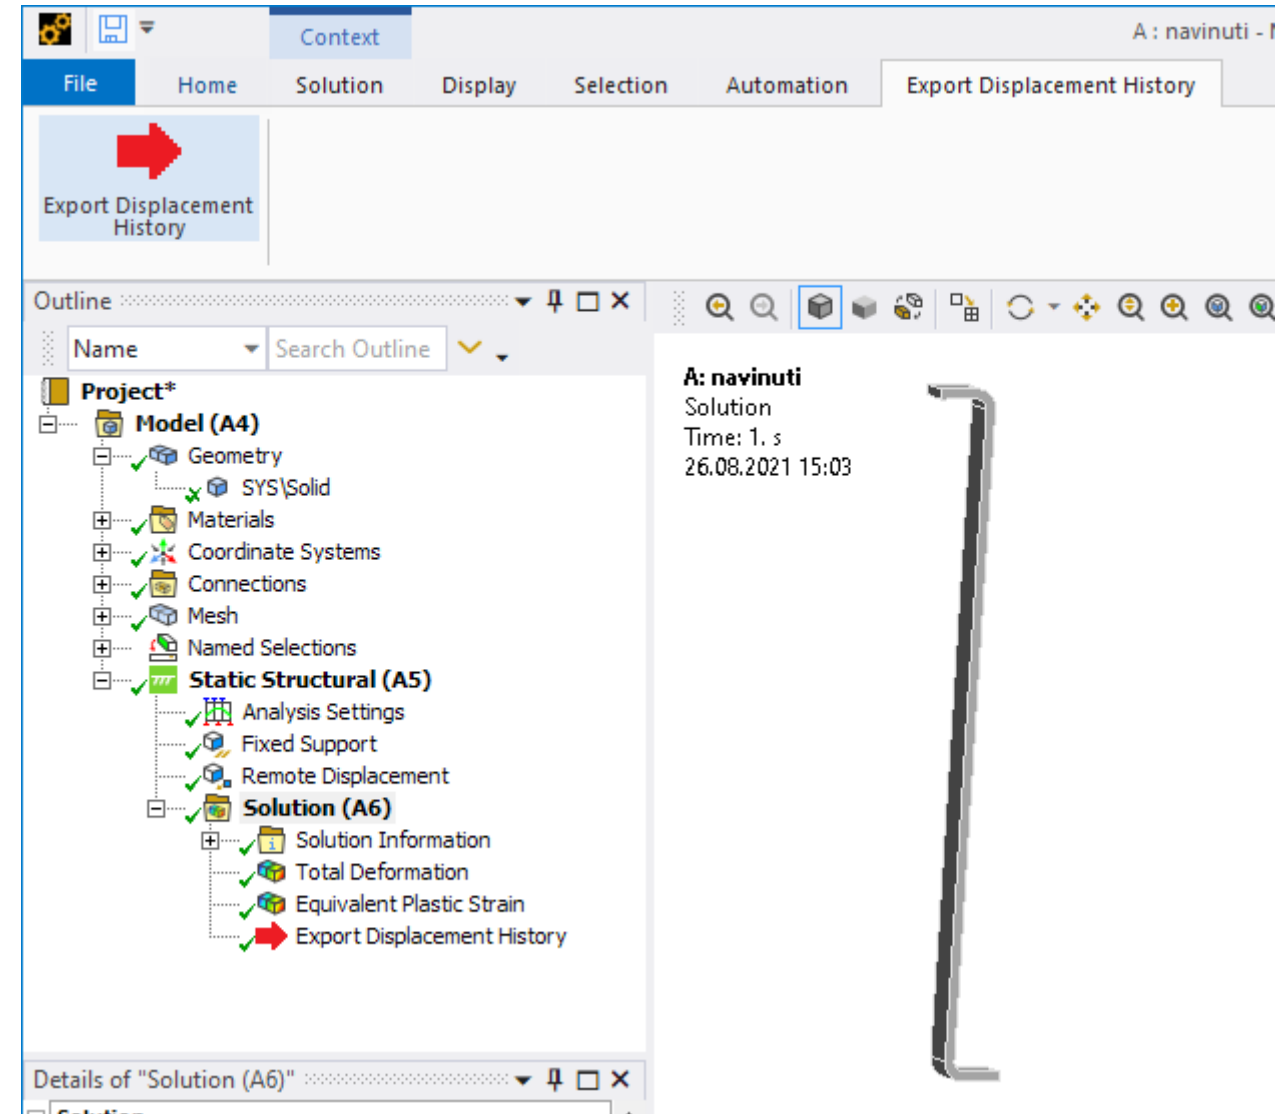 Context
A : navinuti -
File Home Solution Display Selection Automation Export Displacement History
Export Displacement
History
Outline
Name Search Outline
Project*
Model (A4)
Geometry
SYS\Solid
Materials
Coordinate Systems
Connections
Mesh
Named Selections
Static Structural (A5)
Analysis Settings
Fixed Support
Remote Displacement
Solution (A6)
Solution Information
Total Deformation
Equivalent Plastic Strain
Export Displacement History
A: navinuti
Solution
Time: 1. s
26.08.2021 15:03
Details of "Solution (A6)"